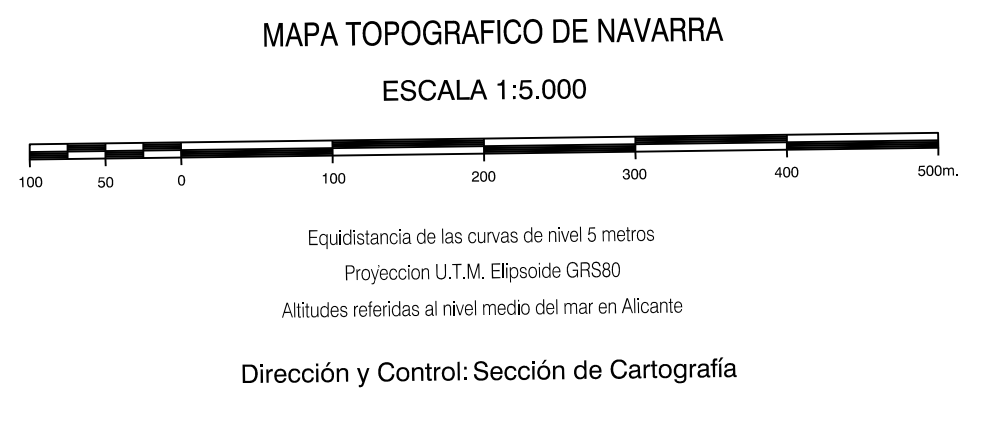 MAPA TOPOGRAFICO DE NAVARRA
ESCALA 1:5.000
100 50 0 100 200 300 400 500m.
Equidistancia de las curvas de nivel 5 metros
Proyeccion U.T.M. Elipsoide GRS80
Altitudes referidas al nivel medio del mar en Alicante
Dirección y Control: Sección de Cartografía